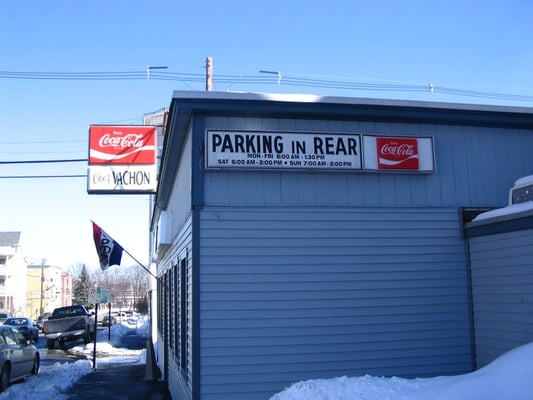 Enjoy
Coca-Cola
Chez VACHON
PARKING IN REAR
MON - FRI 6:00 AM - 1:30 PM
SAT 6:00 AM - 2:00 PM • SUN 7:00 AM - 2:00 PM
Coca-Cola
OPEN